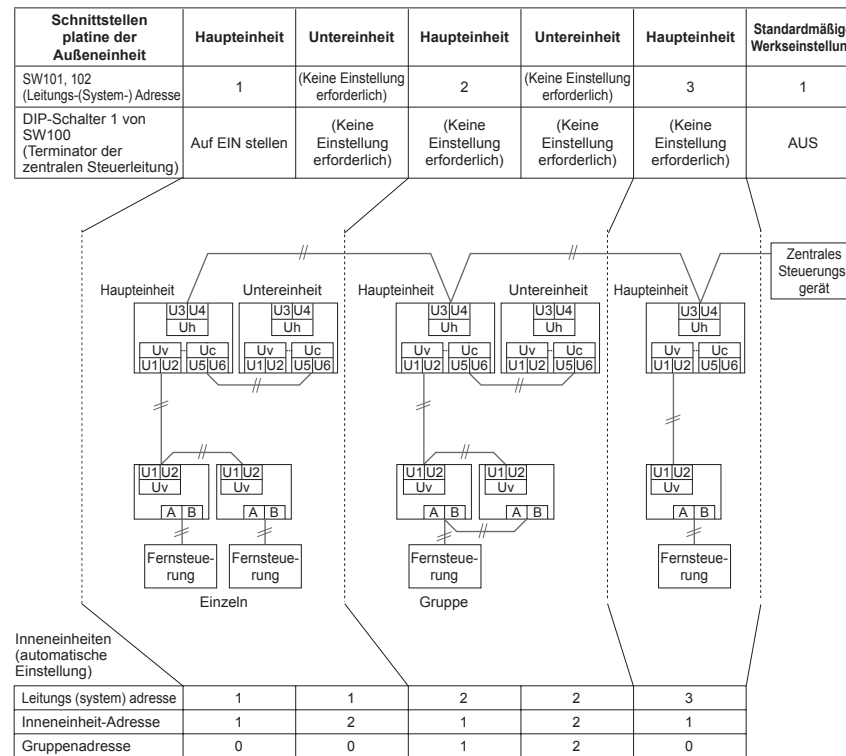 Schnittstellen
platine der
Außeneinheit
Haupteinheit
Untereinheit
Haupteinheit
Untereinheit
Haupteinheit
Standardmäßige
Werkseinstellun
SW101, 102
(Leitungs-(System-) Adresse
1
(Keine Einstellung
erforderlich)
2
(Keine Einstellung
erforderlich)
3
1
DIP-Schalter 1 von
SW100
(Terminator der
zentralen Steuerleitung)
Auf EIN stellen
(Keine
Einstellung
erforderlich)
(Keine
Einstellung
erforderlich)
(Keine
Einstellung
erforderlich)
(Keine
Einstellung
erforderlich)
AUS
Zentrales
Steuerungs
gerät
Haupteinheit
Untereinheit
Haupteinheit
Untereinheit
Haupteinheit
U3 U4 U3 U4 U3 U4 U3 U4 U3 U4
Uh Uh Uh Uh Uh
Uv Uc Uv Uc Uv Uc Uv Uc Uv Uc
U1 U2 U5 U6 U1 U2 U5 U6 U1 U2 U5 U6 U1 U2 U5 U6 U1 U2 U5 U6
U1 U2 U1 U2 U1 U2 U1 U2 U1 U2
Uv Uv Uv Uv Uv
A B A B A B A B A B
Fernsteue-
rung
Fernsteue-
rung
Fernsteue-
rung
Fernsteue-
rung
Einzeln
Gruppe
Inneneinheiten
(automatische
Einstellung)
Leitungs (system) adresse 1 1 2 2 3
Inneneinheit-Adresse 1 2 1 2 1
Gruppenadresse 0 0 1 2 0